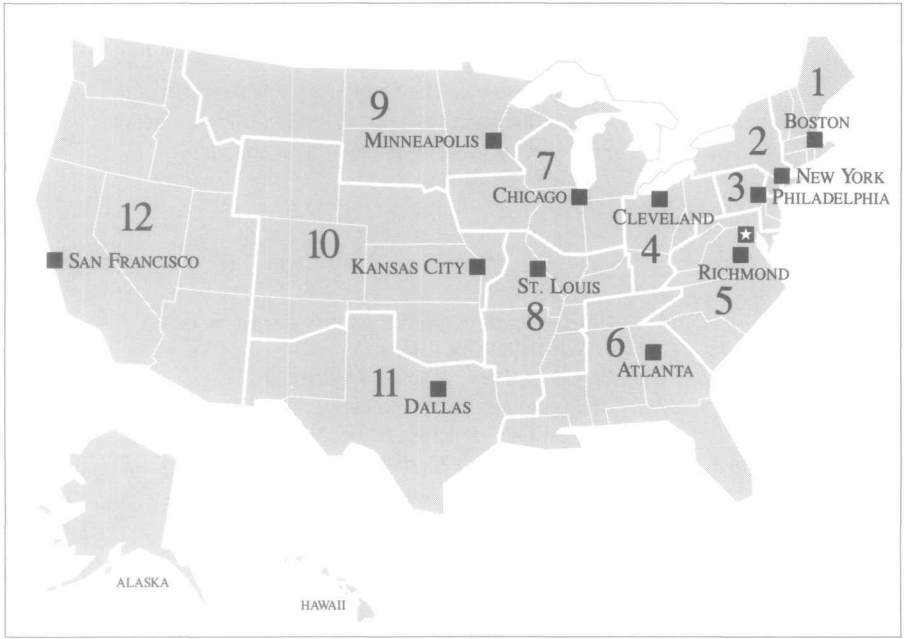 1
BOSTON
9
MINNEAPOLIS
2
7
NEW YORK
3
PHILADELPHIA
CHICAGO
CLEVELAND
12
10
4
SAN FRANCISCO
KANSAS CITY
RICHMOND
ST. LOUIS
5
8
6
ATLANTA
11
DALLAS
ALASKA
HAWAII